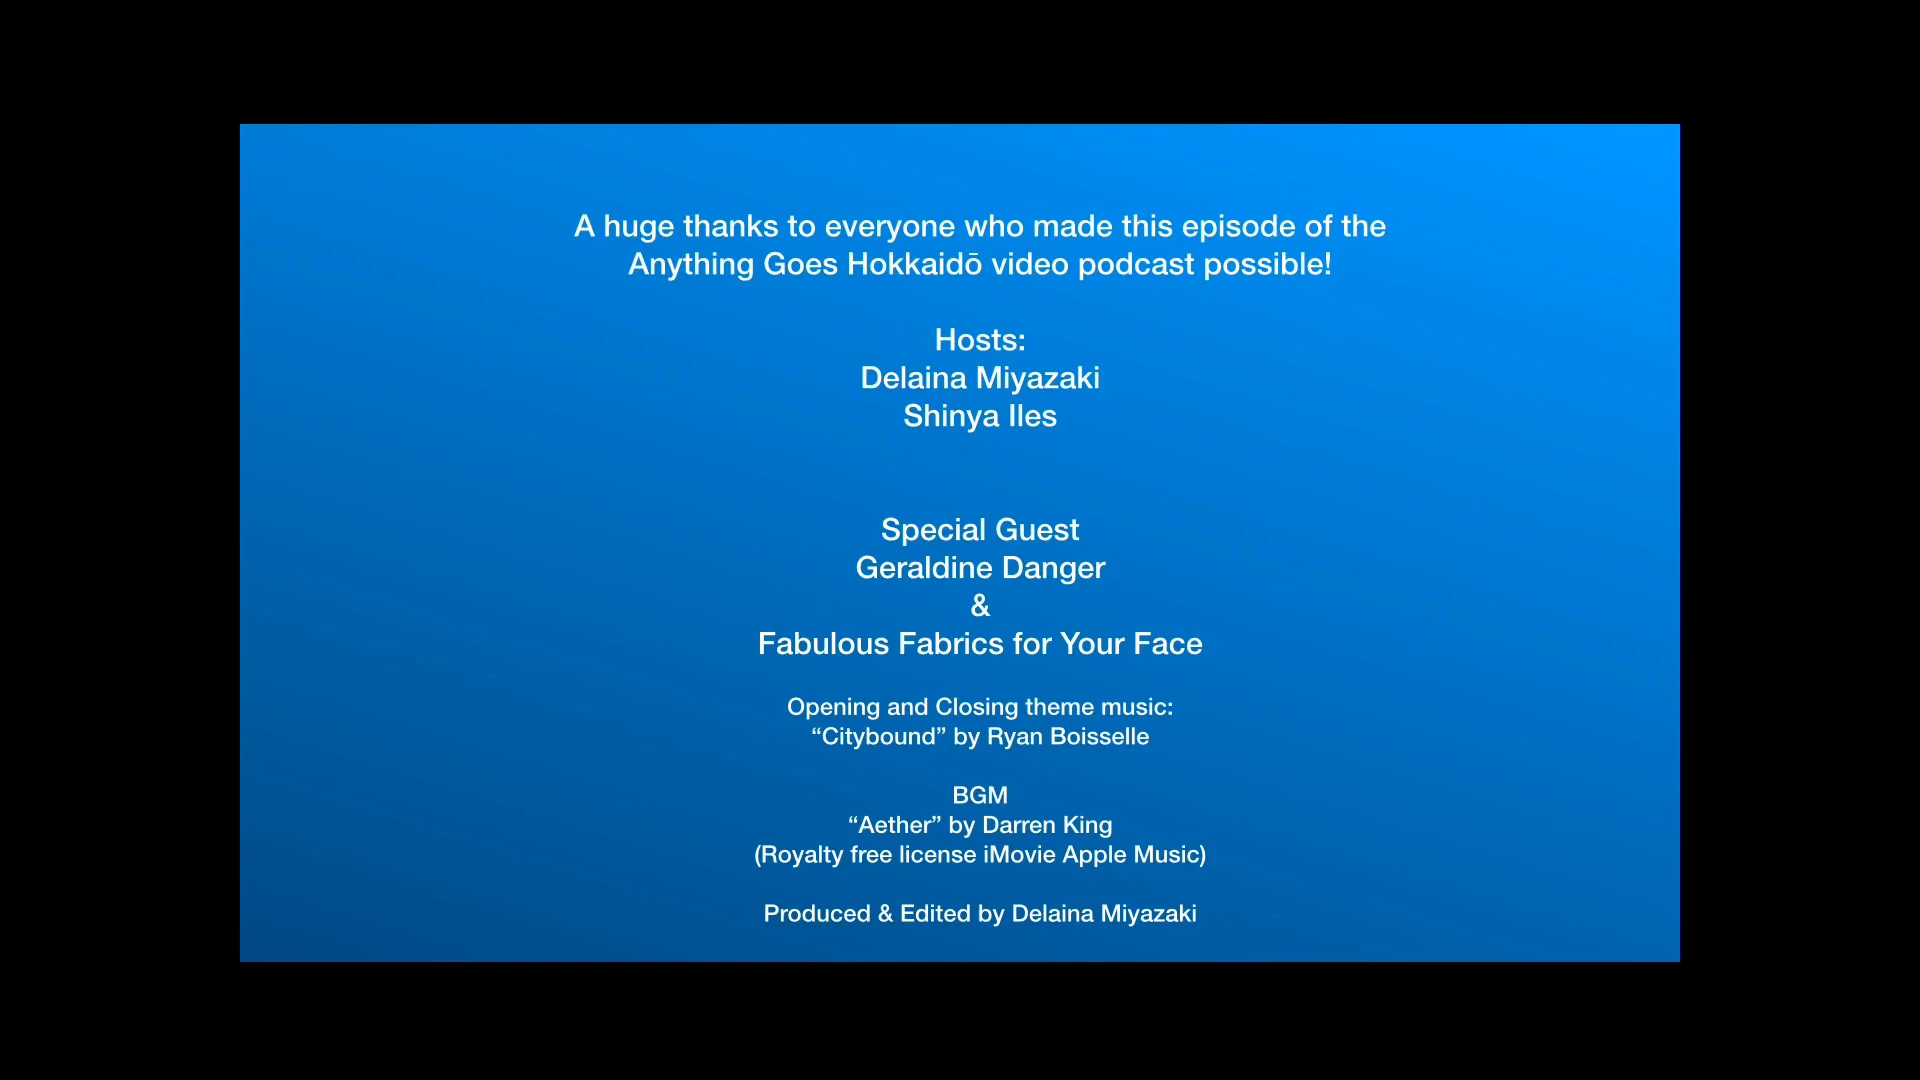 A huge thanks to everyone who made this episode of the
Anything Goes Hokkaidō video podcast possible!
Hosts:
Delaina Miyazaki
Shinya Iles
Special Guest
Geraldine Danger
&
Fabulous Fabrics for Your Face
Opening and Closing theme music:
“Citybound” by Ryan Boisselle
BGM
“Aether” by Darren King
(Royalty free license iMovie Apple Music)
Produced & Edited by Delaina Miyazaki